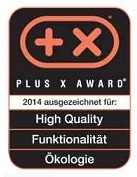 PLUS X AWARD®
2014 ausgezeichnet für:
High Quality
Funktionalität
Ökologie